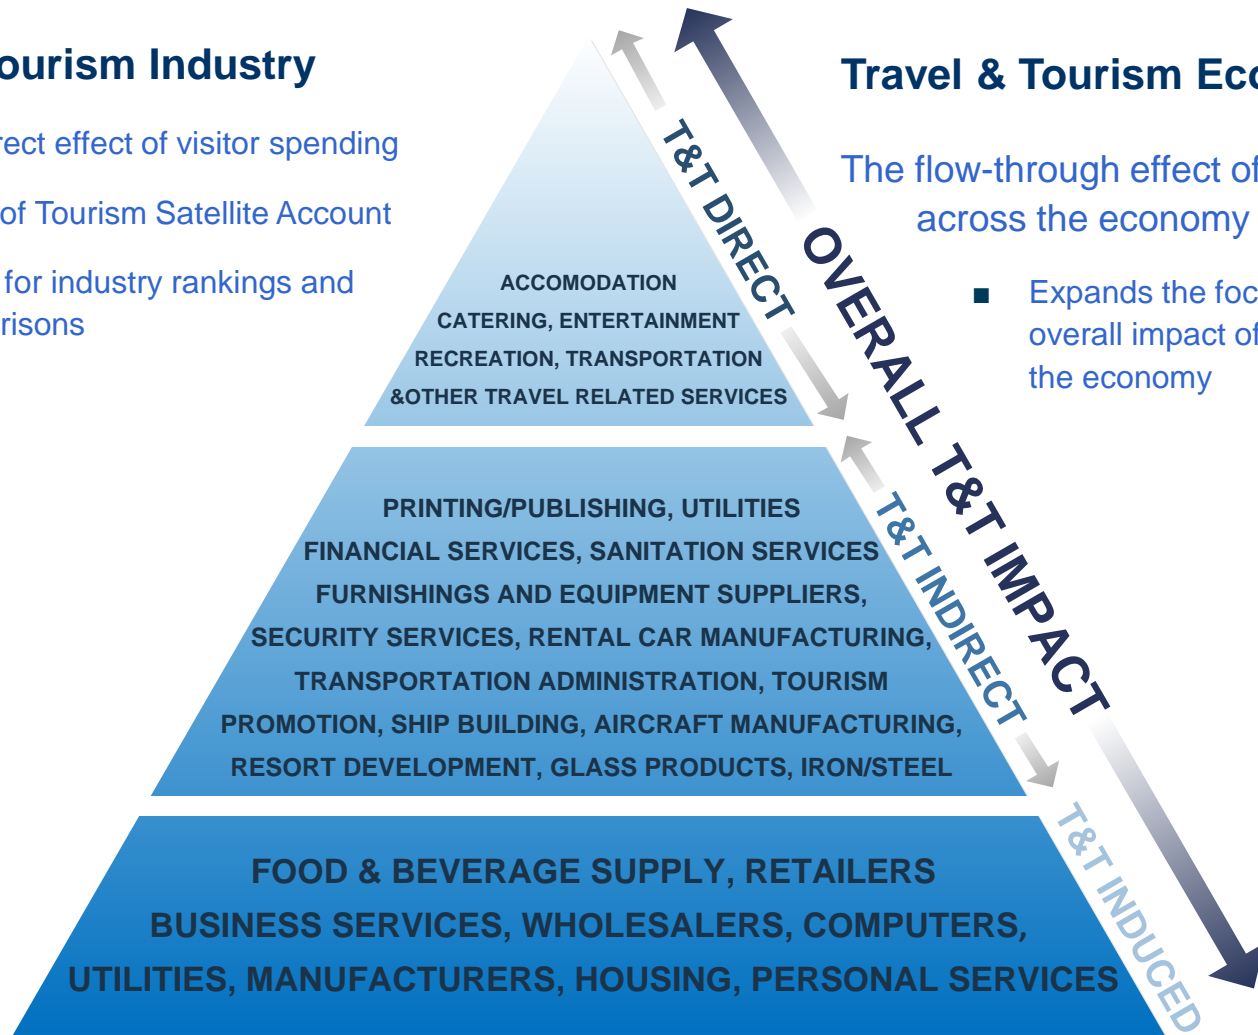 ourism Industry
rect effect of visitor spending
of Tourism Satellite Account
for industry rankings and
risons
Travel & Tourism Eco
The flow-through effect of
across the economy
■ Expands the foc
overall impact of
the economy
T&T DIRECT
OVERALL T&T IMPACT
T&T INDIRECT
T&T INDUCED
ACCOMODATION
CATERING, ENTERTAINMENT
RECREATION, TRANSPORTATION
&OTHER TRAVEL RELATED SERVICES
PRINTING/PUBLISHING, UTILITIES
FINANCIAL SERVICES, SANITATION SERVICES
FURNISHINGS AND EQUIPMENT SUPPLIERS,
SECURITY SERVICES, RENTAL CAR MANUFACTURING,
TRANSPORTATION ADMINISTRATION, TOURISM
PROMOTION, SHIP BUILDING, AIRCRAFT MANUFACTURING,
RESORT DEVELOPMENT, GLASS PRODUCTS, IRON/STEEL
FOOD & BEVERAGE SUPPLY, RETAILERS
BUSINESS SERVICES, WHOLESALERS, COMPUTERS,
UTILITIES, MANUFACTURERS, HOUSING, PERSONAL SERVICES